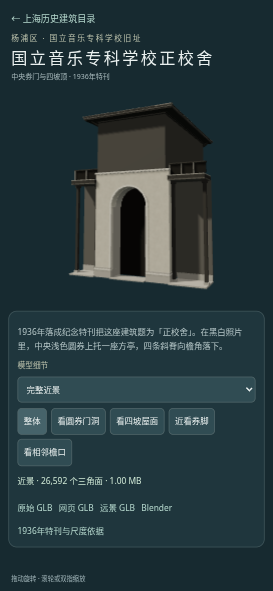 ← 上海历史建筑目录
杨浦区 · 国立音乐专科学校旧址
国立音乐专科学校正校舍
中央券门与四坡顶 · 1936年特刊
1936年落成纪念特刊把这座建筑题为「正校舍」。在黑白照片
里，中央浅色圆券上托一座方亭，四条斜脊向檐角落下。
模型细节
完整近景
整体
看圆券门洞
看四坡屋面
近看券脚
看相邻檐口
近景 · 26,592 个三角面 · 1.00 MB
原始 GLB 网页 GLB 远景 GLB Blender
1936年特刊与尺度依据
拖动旋转 · 滚轮或双指缩放